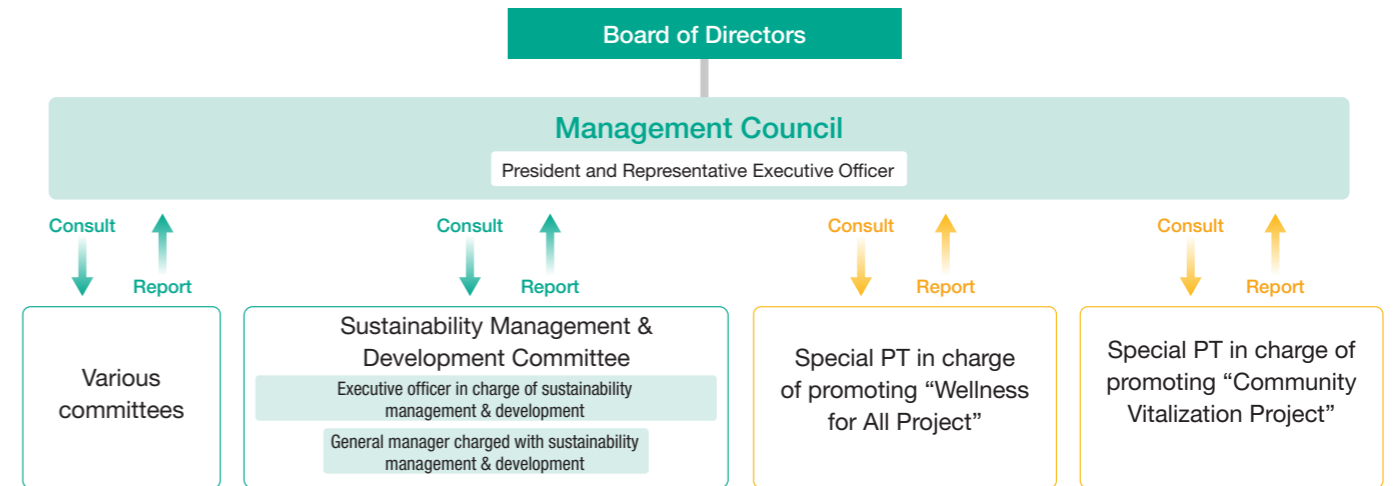 Board of Directors
Management Council
President and Representative Executive Officer
Consult
Report
Consult
Report
Consult
Report
Consult
Report
Various
committees
Sustainability Management &
Development Committee
Executive officer in charge of sustainability
management & development
General manager charged with sustainability
management & development
Special PT in charge
of promoting “Wellness
for All Project”
Special PT in charge of
promoting “Community
Vitalization Project”